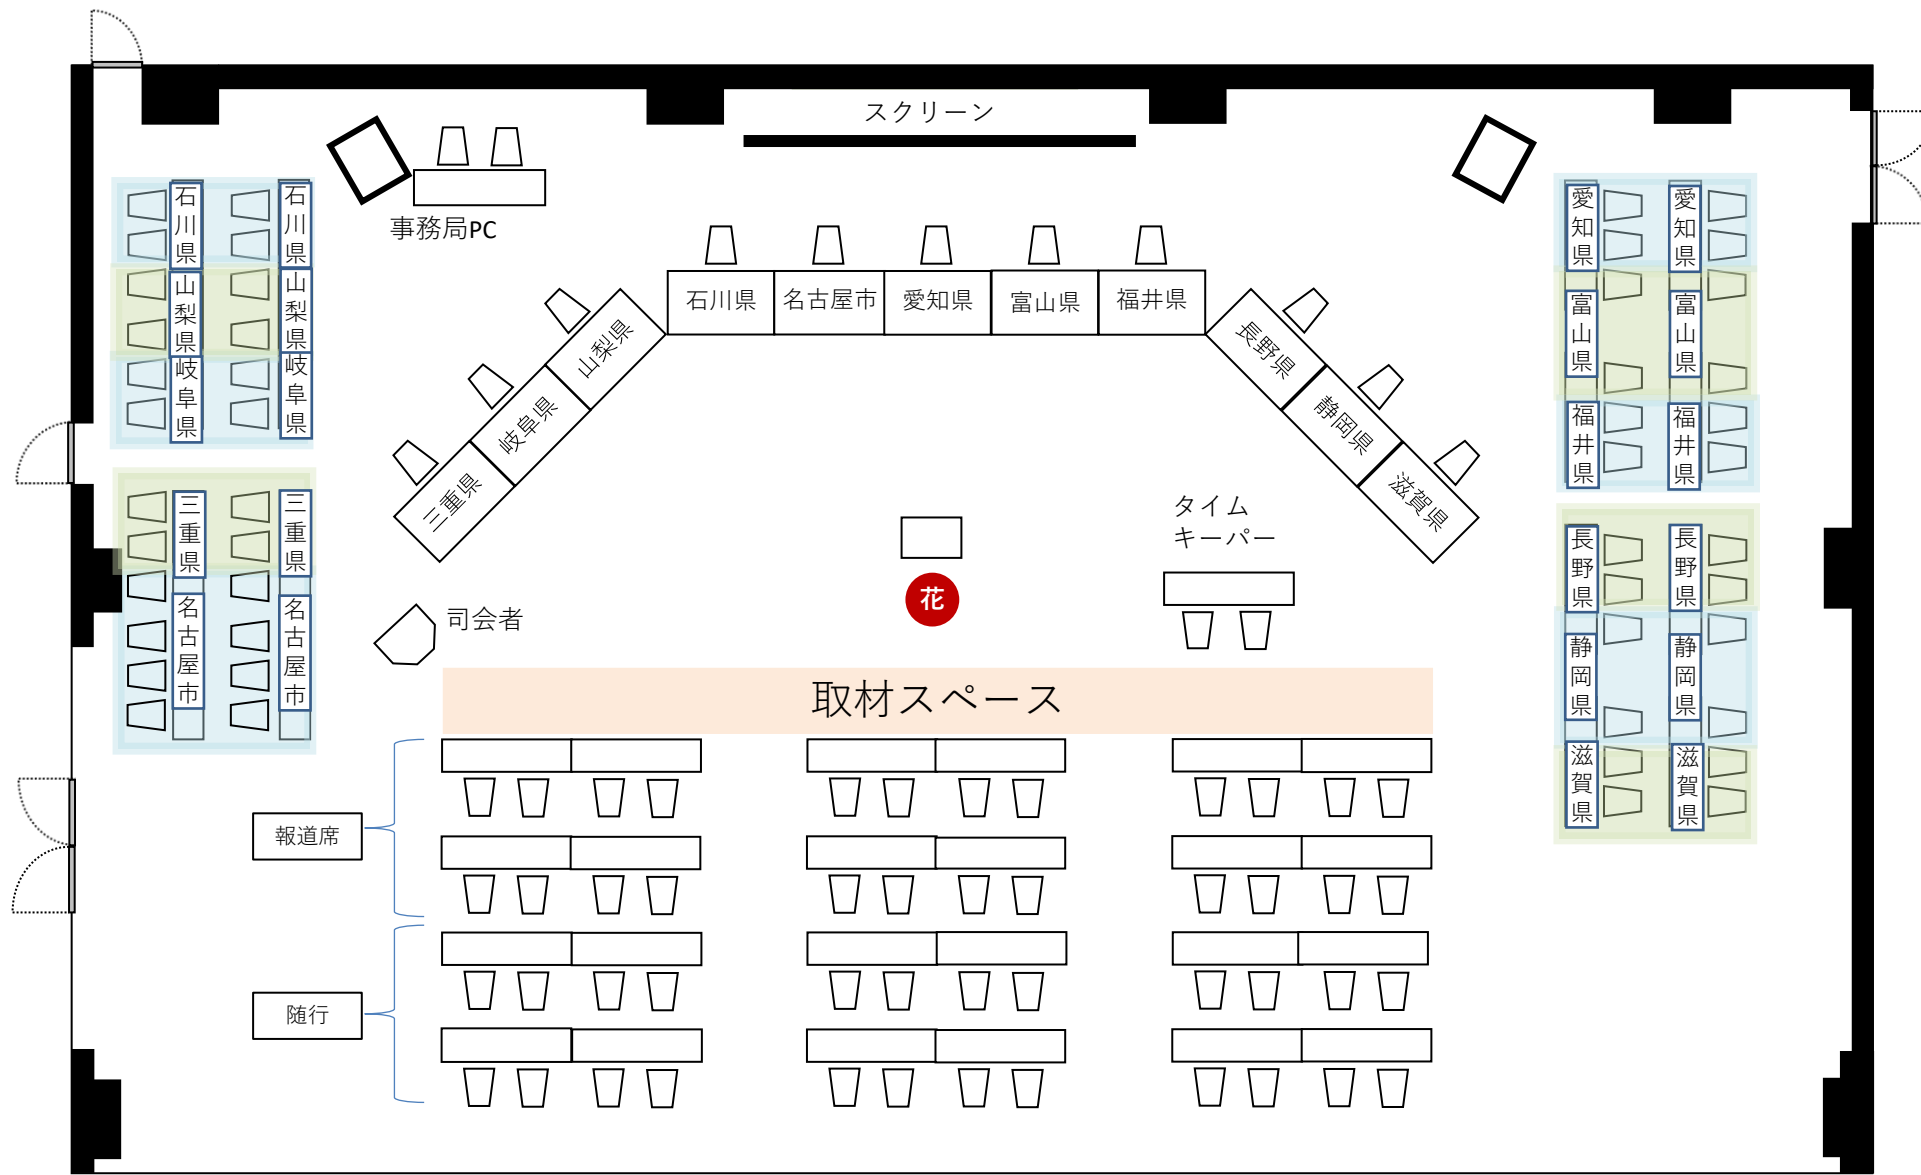 スクリーン
事務局PC
石川県
名古屋市
愛知県
富山県
福井県
山梨県
岐阜県
三重県
長野県
静岡県
滋賀県
石川県
石川県
山梨県
山梨県
岐阜県
岐阜県
三重県
三重県
名古屋市
名古屋市
愛知県
愛知県
富山県
富山県
福井県
福井県
長野県
長野県
静岡県
静岡県
滋賀県
滋賀県
タイム
キーパー
花
司会者
取材スペース
報道席
随行